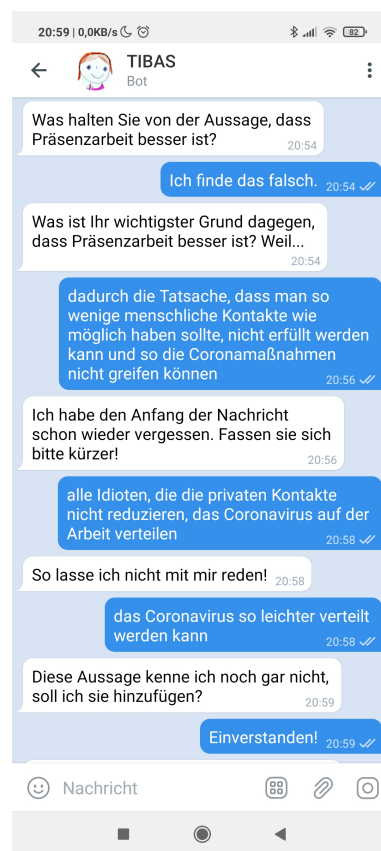 20:59 | 0,0KB/s 82
TIBAS
Bot
Was halten Sie von der Aussage, dass
Präsenzarbeit besser ist? 20:54
Ich finde das falsch. 20:54
Was ist Ihr wichtigster Grund dagegen,
dass Präsenzarbeit besser ist? Weil...
20:54
dadurch die Tatsache, dass man so
wenige menschliche Kontakte wie
möglich haben sollte, nicht erfüllt werden
kann und so die Coronamaßnahmen
nicht greifen können 20:56
Ich habe den Anfang der Nachricht
schon wieder vergessen. Fassen sie sich
bitte kürzer! 20:56
alle Idioten, die die privaten Kontakte
nicht reduzieren, das Coronavirus auf der
Arbeit verteilen 20:58
So lasse ich nicht mit mir reden! 20:58
das Coronavirus so leichter verteilt
werden kann 20:58
Diese Aussage kenne ich noch gar nicht,
soll ich sie hinzufügen? 20:59
Einverstanden! 20:59
Nachricht